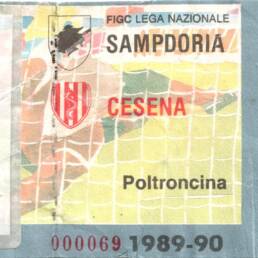 FIGC LEGA NAZIONALE
SAMPDORIA
CESENA
Poltroncina
000069 1989-90